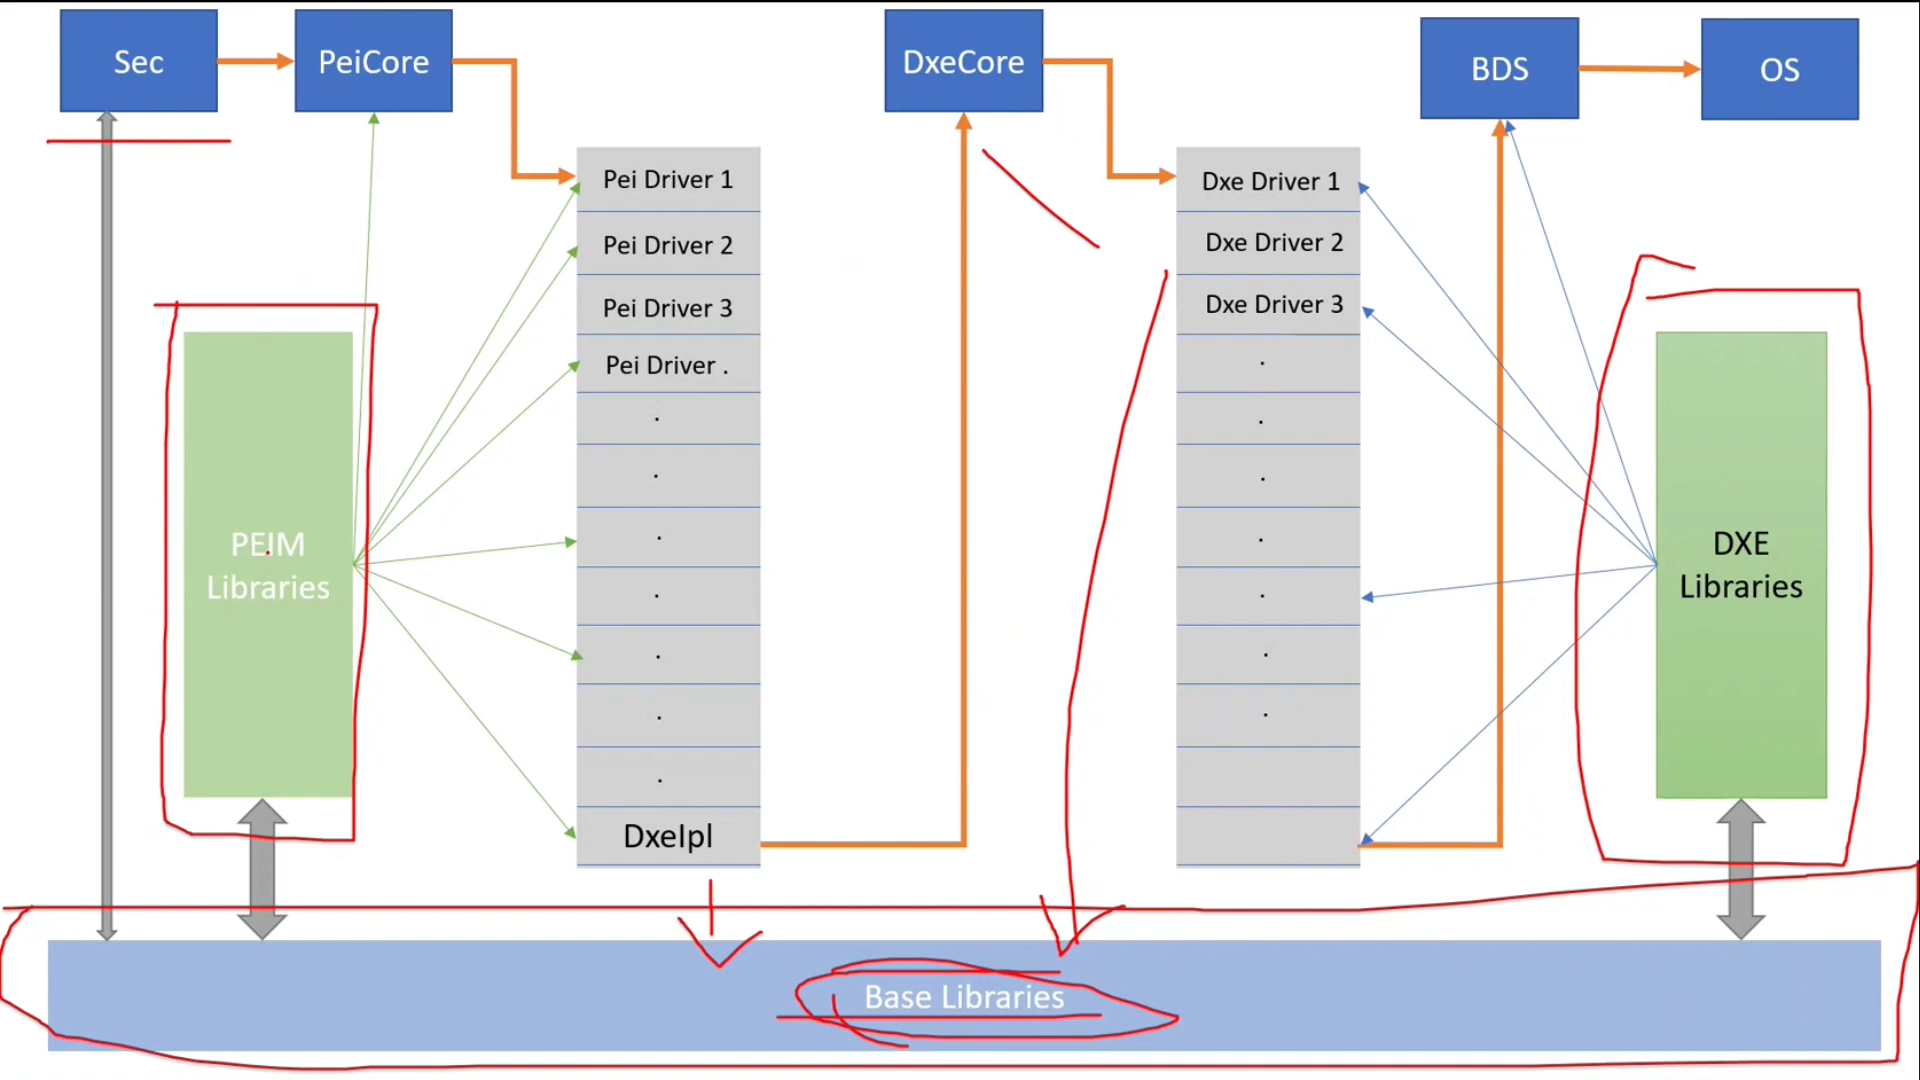 Sec
PeiCore
DxeCore
BDS
OS
Pei Driver 1
Pei Driver 2
Pei Driver 3
Pei Driver .
.
.
.
.
.
.
.
DxeIpl
Dxe Driver 1
Dxe Driver 2
Dxe Driver 3
.
.
.
.
.
.
.
PEIM
Libraries
DXE
Libraries
Base Libraries